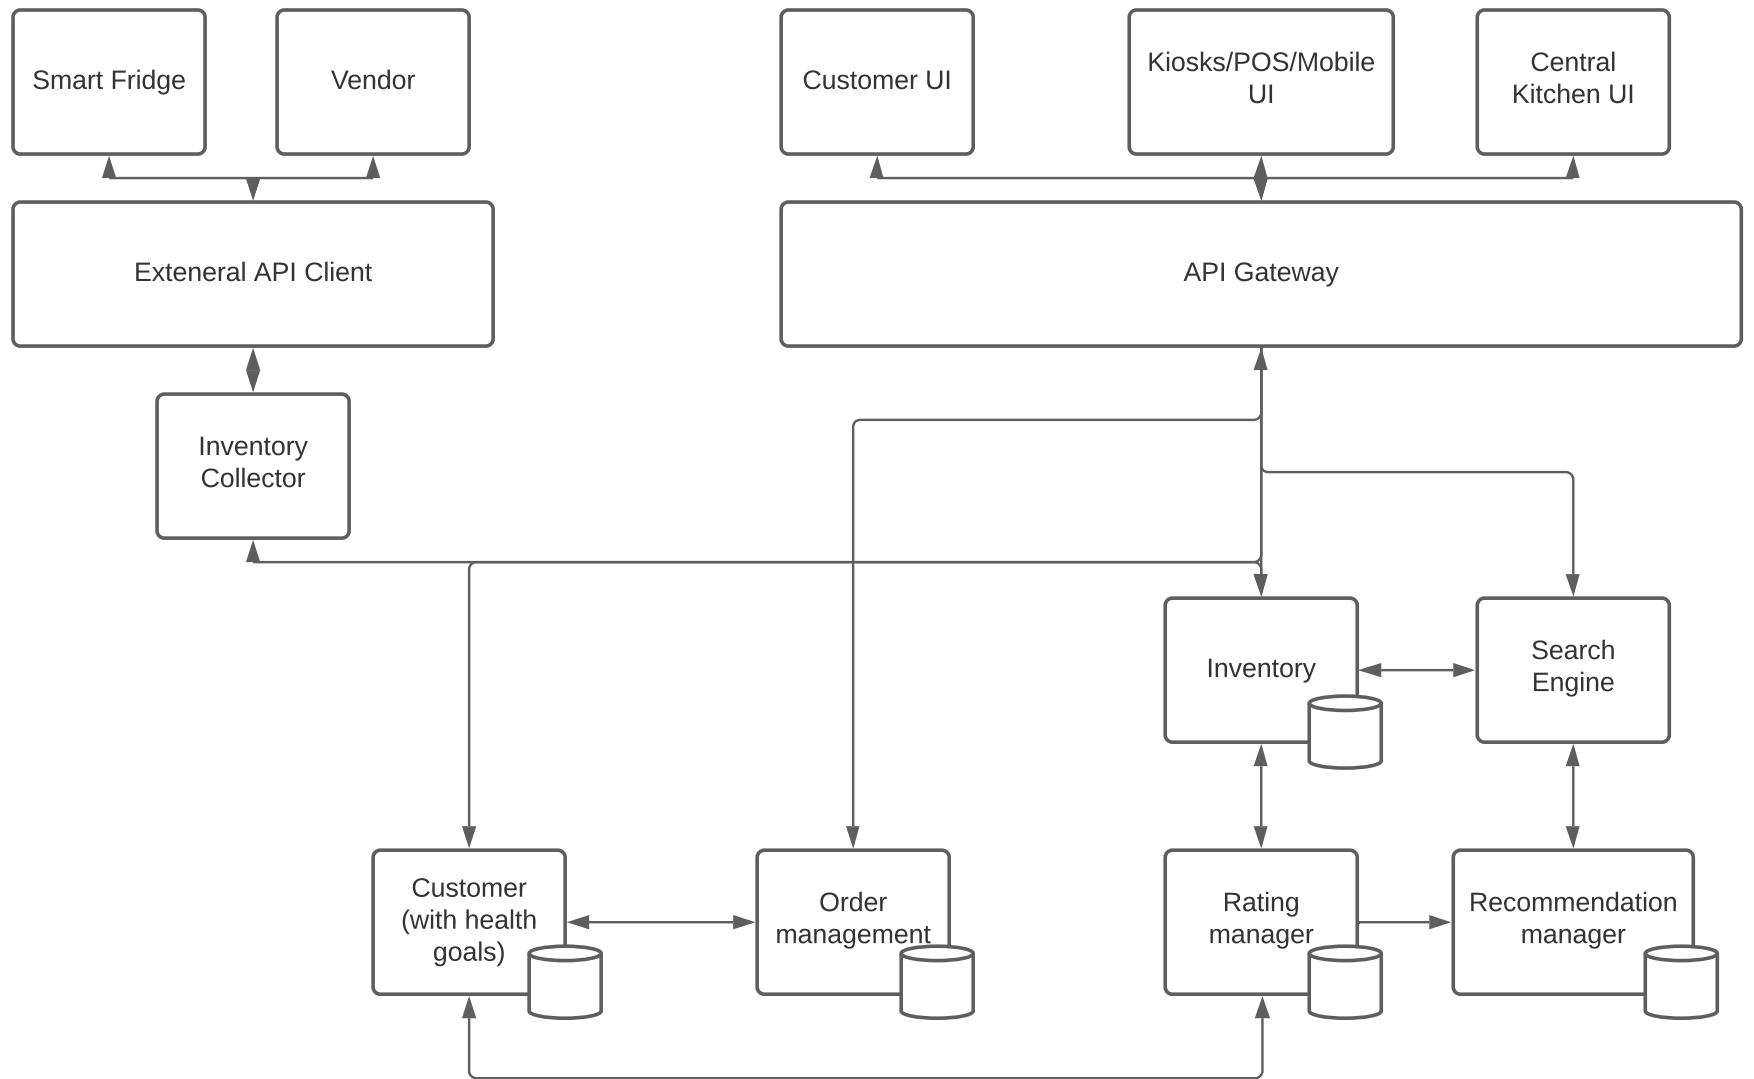 Smart Fridge
Vendor
Customer UI
Kiosks/POS/Mobile
UI
Central
Kitchen UI
Exteneral API Client
API Gateway
Inventory
Collector
Inventory
Search
Engine
Customer
(with health
goals)
Order
management
Rating
manager
Recommendation
manager